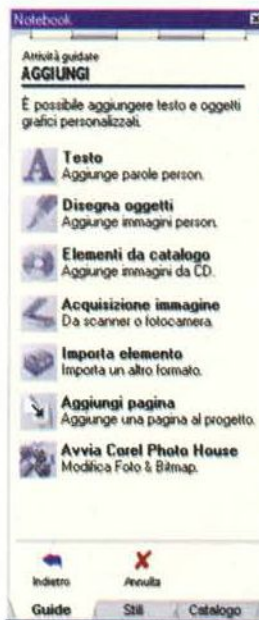 Notebook
Attività guidate
AGGIUNGI
È possibile aggiungere testo e oggetti
grafici personalizzati.
Testo
Aggiunge parole person.
Disegna oggetti
Aggiunge immagini person.
Elementi da catalogo
Aggiunge immagini da CD.
Acquisizione immagine
Da scanner o fotocamera
Importa elemento
Importa un altro formato.
Aggiungi pagina
Aggiunge una pagina al progetto.
Avvia Corel Photo House
Modifica Foto & Bitmap.
Indietro
Annulla
Guide
Stili
Catalogo